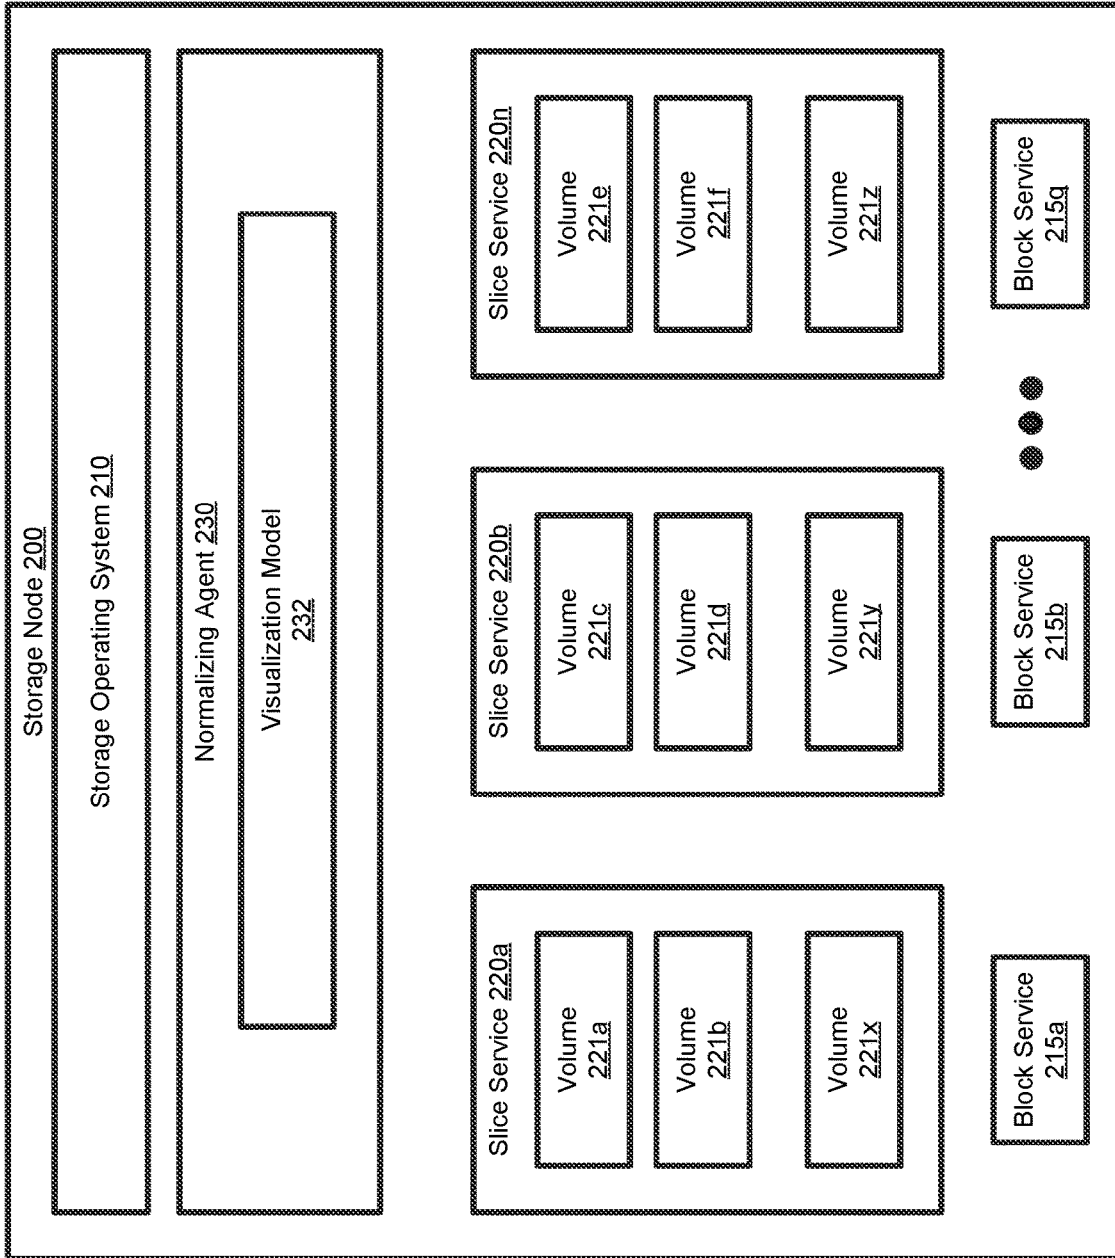 Storage Node 200
Storage Operating System 210
Normalizing Agent 230
Visualization Model
232
Slice Service 220a
Volume
221a
Volume
221b
Volume
221x
Slice Service 220b
Volume
221c
Volume
221d
Volume
221y
Slice Service 220n
Volume
221e
Volume
221f
Volume
221z
Block Service
215a
Block Service
215b
Block Service
215q